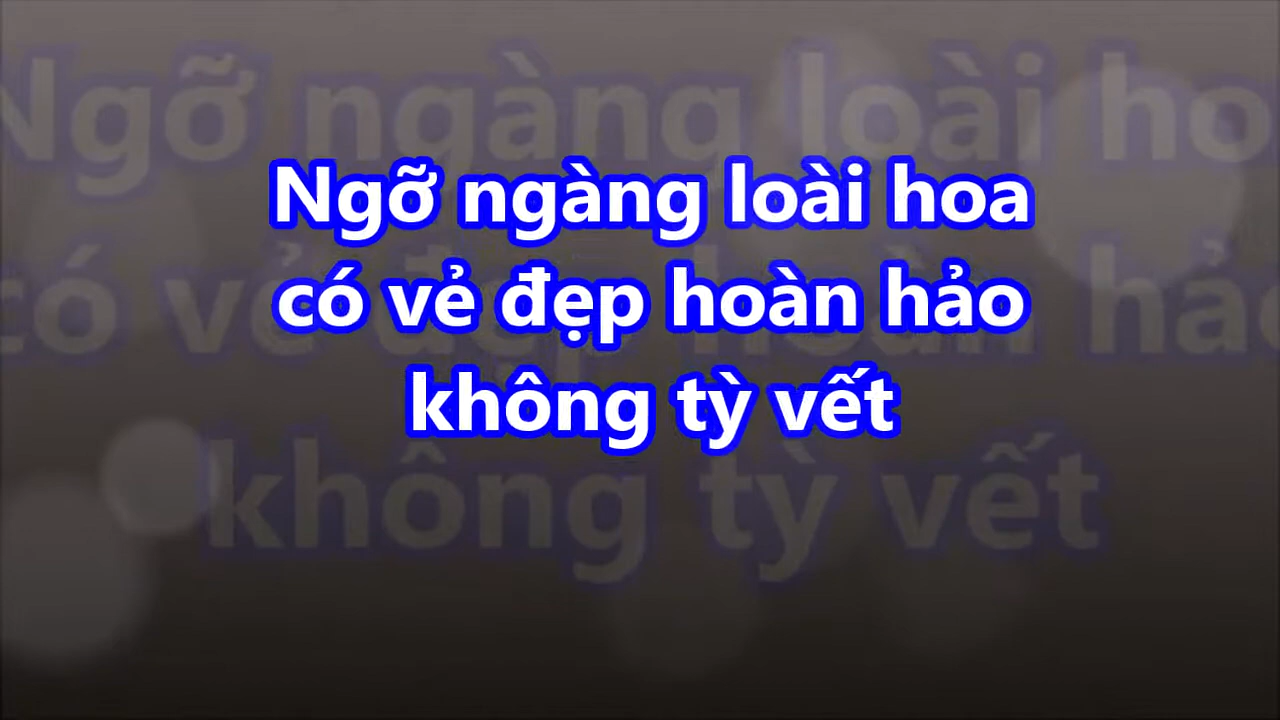 Ngỡ ngàng loài hoa
có vẻ đẹp hoàn hảo
không tỳ vết